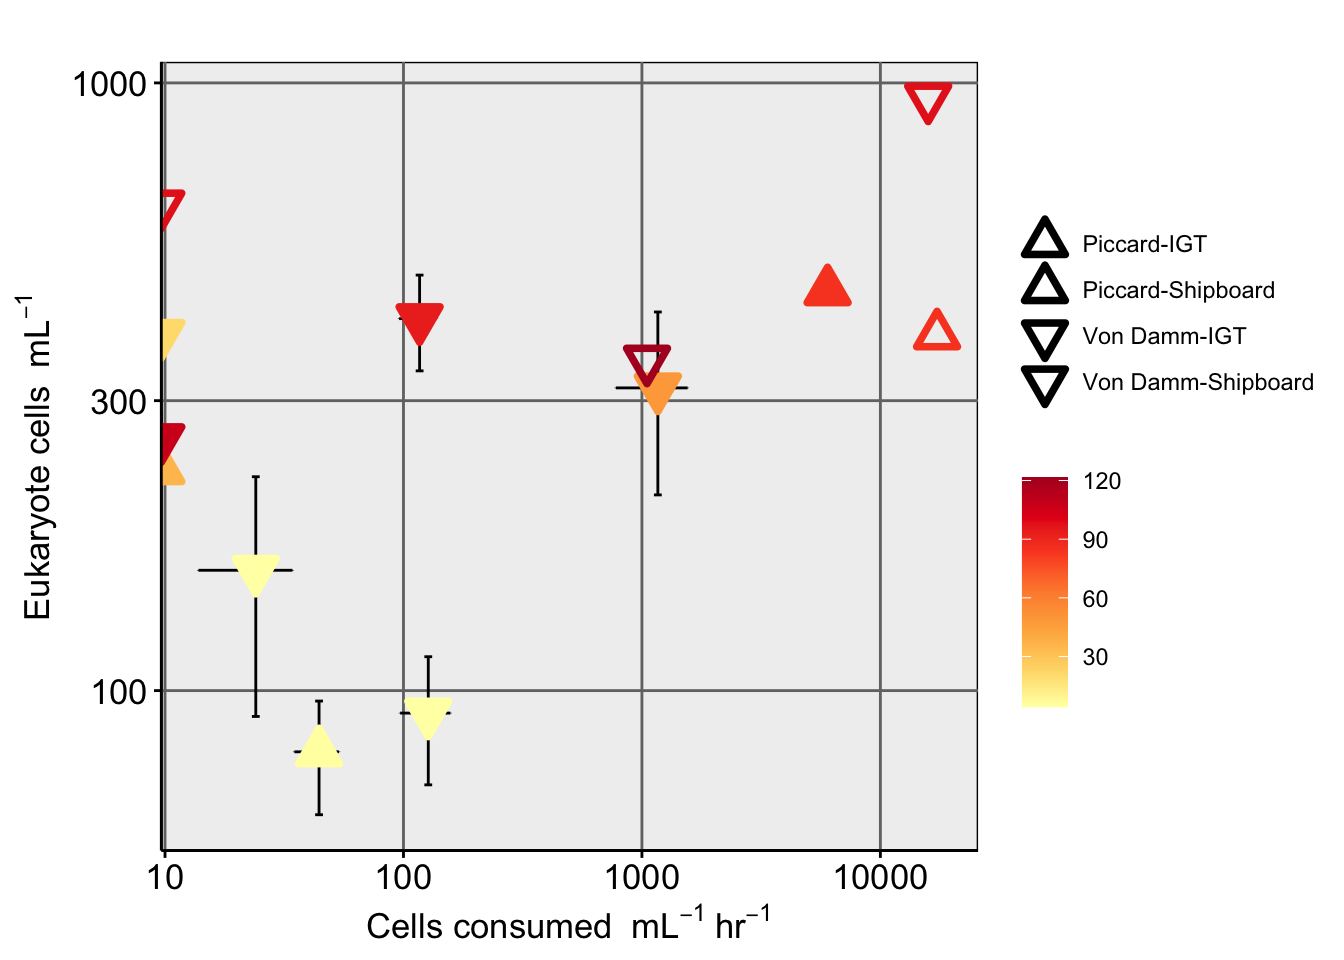 Eukaryote cells mL⁻¹
1000
300
100
10 100 1000 10000
Cells consumed mL⁻¹ hr⁻¹
Piccard-IGT
Piccard-Shipboard
Von Damm-IGT
Von Damm-Shipboard
120
90
60
30